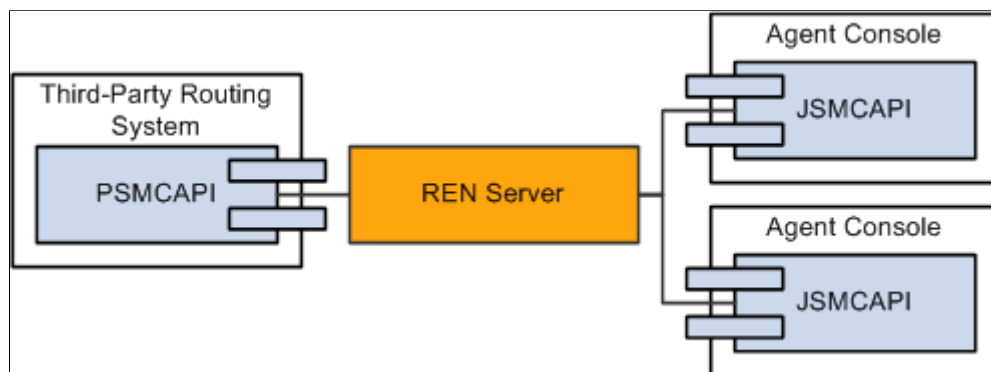 Third-Party Routing
System
PSMCAPI
REN Server
Agent Console
JSMCAPI
Agent Console
JSMCAPI